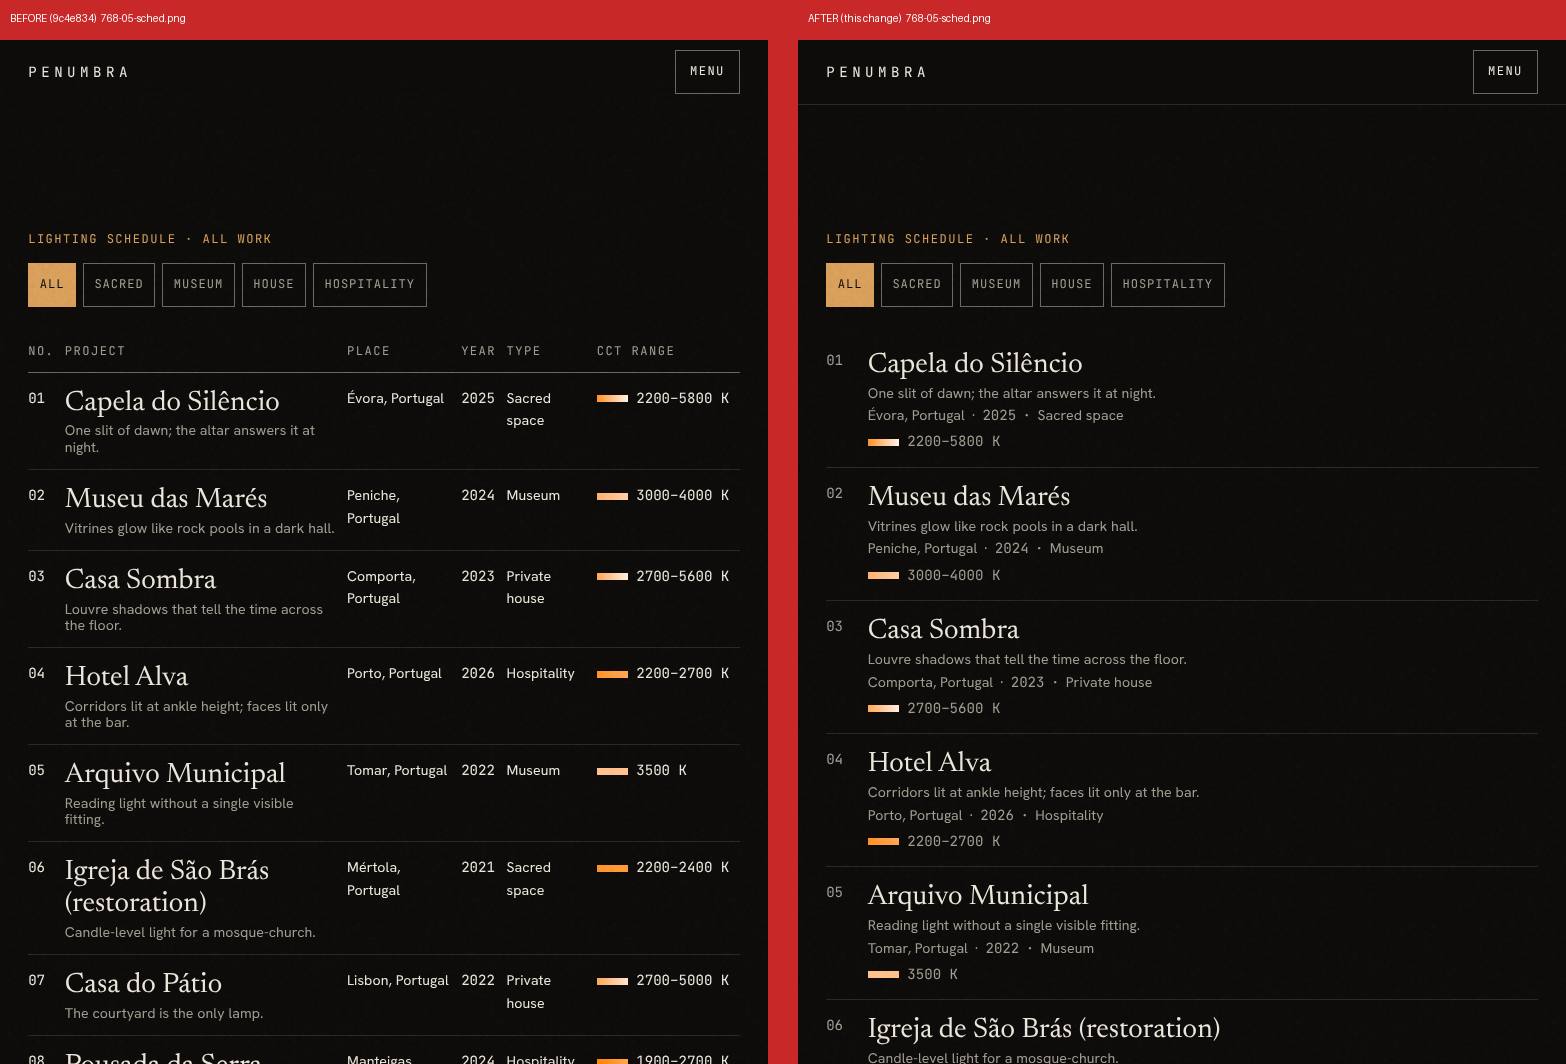 BEFORE (9c4e834) 768-05-sched.png
PENUMBRA
MENU
LIGHTING SCHEDULE · ALL WORK
ALL
SACRED
MUSEUM
HOUSE
HOSPITALITY
NO. PROJECT PLACE YEAR TYPE CCT RANGE
01 Capela do Silêncio Évora, Portugal 2025 Sacred space 2200–5800 K
One slit of dawn; the altar answers it at
night.
02 Museu das Marés Peniche, Portugal 2024 Museum 3000–4000 K
Vitrines glow like rock pools in a dark hall.
03 Casa Sombra Comporta, Portugal 2023 Private house 2700–5600 K
Louvre shadows that tell the time across
the floor.
04 Hotel Alva Porto, Portugal 2026 Hospitality 2200–2700 K
Corridors lit at ankle height; faces lit only
at the bar.
05 Arquivo Municipal Tomar, Portugal 2022 Museum 3500 K
Reading light without a single visible
fitting.
06 Igreja de São Brás (restoration) Mértola, Portugal 2021 Sacred space 2200–2400 K
Candle-level light for a mosque-church.
07 Casa do Pátio Lisbon, Portugal 2022 Private house 2700–5000 K
The courtyard is the only lamp.
08 Pousada da Serra Manteigas, 2024 Hospitality 1900–2700 K
AFTER (this change) 768-05-sched.png
PENUMBRA
MENU
LIGHTING SCHEDULE · ALL WORK
ALL
SACRED
MUSEUM
HOUSE
HOSPITALITY
01 Capela do Silêncio
One slit of dawn; the altar answers it at night.
Évora, Portugal · 2025 · Sacred space
2200–5800 K
02 Museu das Marés
Vitrines glow like rock pools in a dark hall.
Peniche, Portugal · 2024 · Museum
3000–4000 K
03 Casa Sombra
Louvre shadows that tell the time across the floor.
Comporta, Portugal · 2023 · Private house
2700–5600 K
04 Hotel Alva
Corridors lit at ankle height; faces lit only at the bar.
Porto, Portugal · 2026 · Hospitality
2200–2700 K
05 Arquivo Municipal
Reading light without a single visible fitting.
Tomar, Portugal · 2022 · Museum
3500 K
06 Igreja de São Brás (restoration)
Candle-level light for a mosque-church.